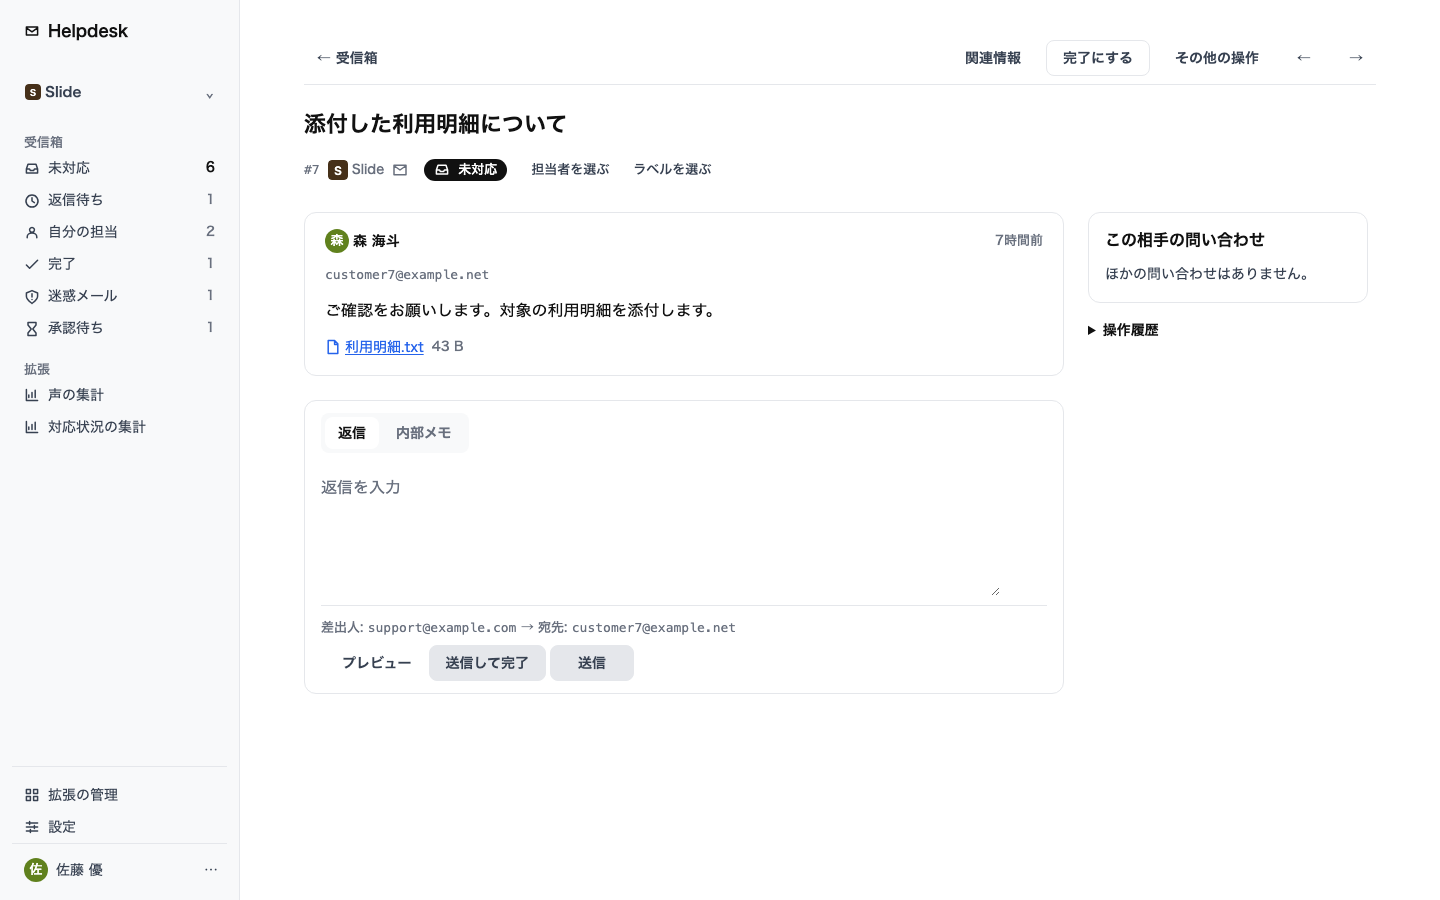 Helpdesk
S Slide
受信箱
未対応 6
返信待ち 1
自分の担当 2
完了 1
迷惑メール 1
承認待ち 1
拡張
声の集計
対応状況の集計
拡張の管理
設定
佐 佐藤 優 …
← 受信箱
関連情報 完了にする その他の操作 ← →
添付した利用明細について
#7 S Slide 未対応 担当者を選ぶ ラベルを選ぶ
森 森 海斗 7時間前
customer7@example.net
ご確認をお願いします。対象の利用明細を添付します。
利用明細.txt 43 B
返信 内部メモ
返信を入力
差出人: support@example.com → 宛先: customer7@example.net
プレビュー 送信して完了 送信
この相手の問い合わせ
ほかの問い合わせはありません。
▶ 操作履歴